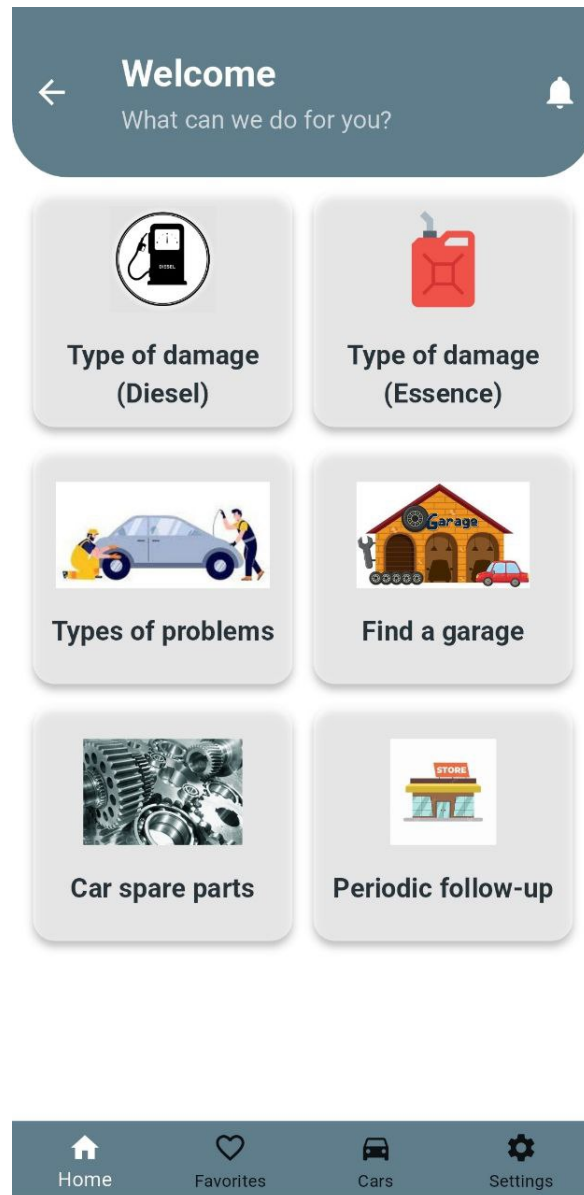 Welcome
What can we do for you?
DIESEL
Type of damage
(Diesel)
Type of damage
(Essence)
Garage
Types of problems
Find a garage
STORE
Car spare parts
Periodic follow-up
Home
Favorites
Cars
Settings